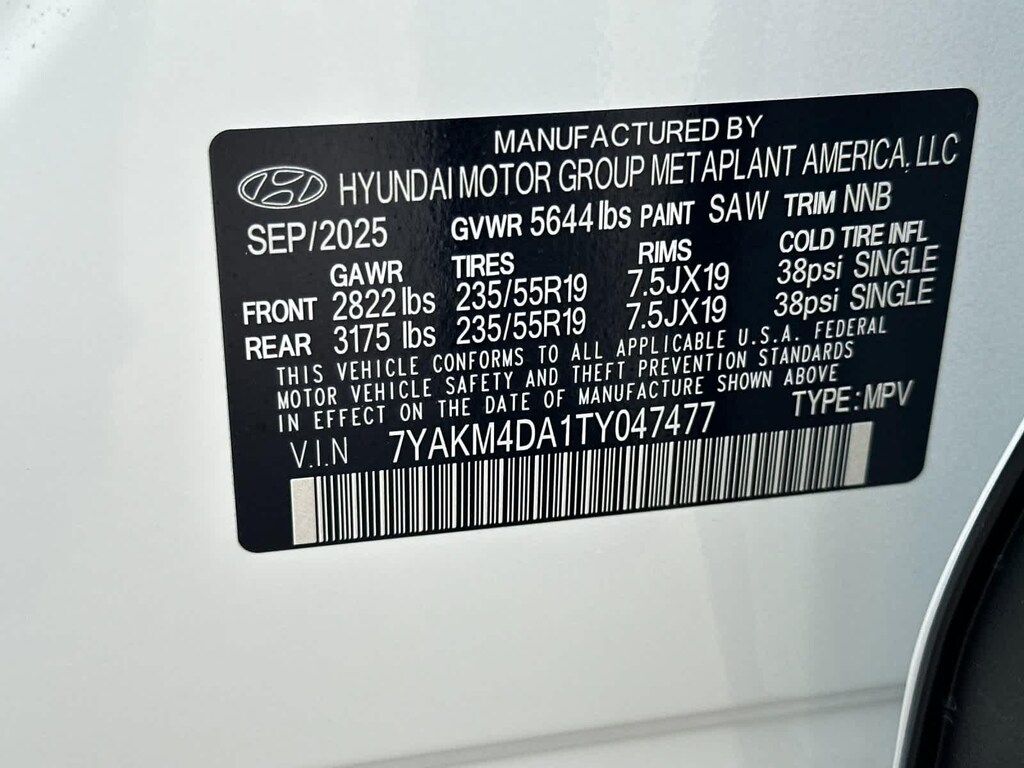 MANUFACTURED BY
HYUNDAI MOTOR GROUP METAPLANT AMERICA, LLC
SEP/2025 GVWR 5644 lbs PAINT SAW TRIM NNB
GAWR TIRES RIMS COLD TIRE INFL
FRONT 2822 lbs 235/55R19 7.5JX19 38psi SINGLE
REAR 3175 lbs 235/55R19 7.5JX19 38psi SINGLE
THIS VEHICLE CONFORMS TO ALL APPLICABLE U.S.A. FEDERAL
MOTOR VEHICLE SAFETY AND THEFT PREVENTION STANDARDS
IN EFFECT ON THE DATE OF MANUFACTURE SHOWN ABOVE
V.I.N 7YAKM4DA1TY047477 TYPE: MPV